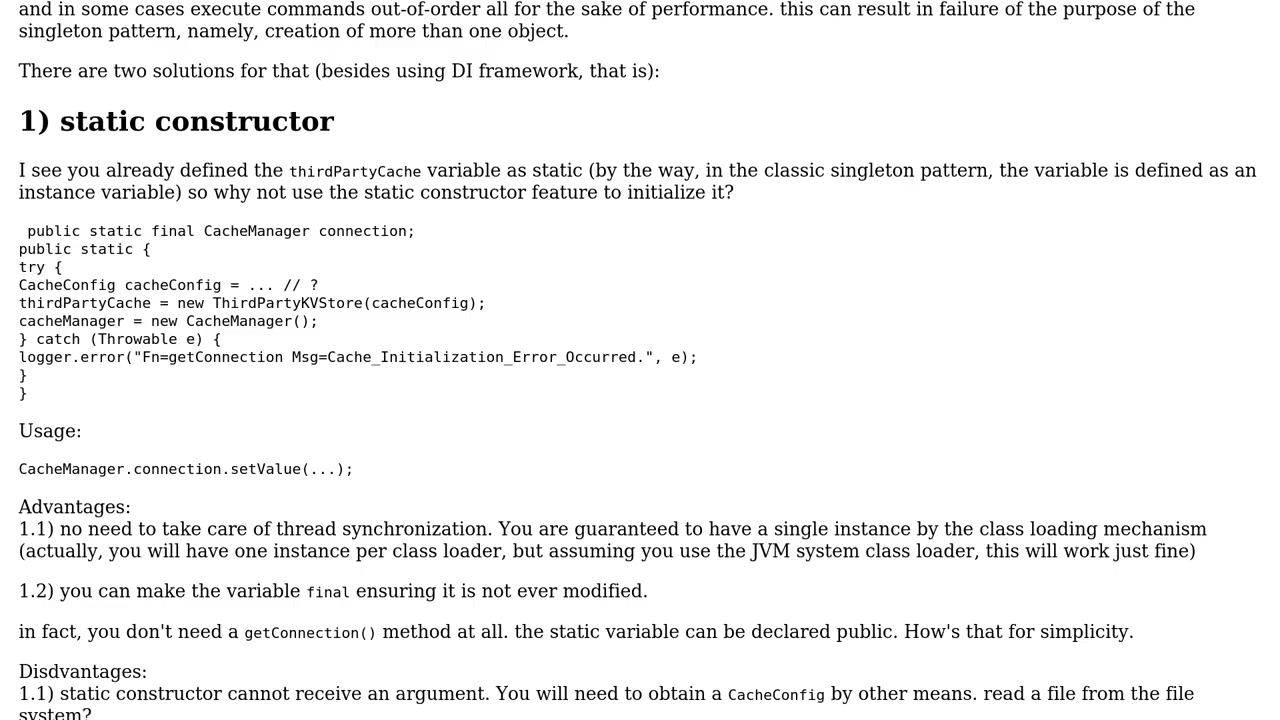 and in some cases execute commands out-of-order all for the sake of performance. this can result in failure of the purpose of the
singleton pattern, namely, creation of more than one object.
There are two solutions for that (besides using DI framework, that is):
1) static constructor
I see you already defined the thirdPartyCache variable as static (by the way, in the classic singleton pattern, the variable is defined as an
instance variable) so why not use the static constructor feature to initialize it?
public static final CacheManager connection;
public static {
try {
CacheConfig cacheConfig = ... // ?
thirdPartyCache = new ThirdPartyKVStore(cacheConfig);
cacheManager = new CacheManager();
} catch (Throwable e) {
logger.error("Fn=getConnection Msg=Cache_Initialization_Error_Occurred.", e);
}
}
Usage:
CacheManager.connection.setValue(...);
Advantages:
1.1) no need to take care of thread synchronization. You are guaranteed to have a single instance by the class loading mechanism
(actually, you will have one instance per class loader, but assuming you use the JVM system class loader, this will work just fine)
1.2) you can make the variable final ensuring it is not ever modified.
in fact, you don't need a getConnection() method at all. the static variable can be declared public. How's that for simplicity.
Disdvantages:
1.1) static constructor cannot receive an argument. You will need to obtain a CacheConfig by other means. read a file from the file
system?